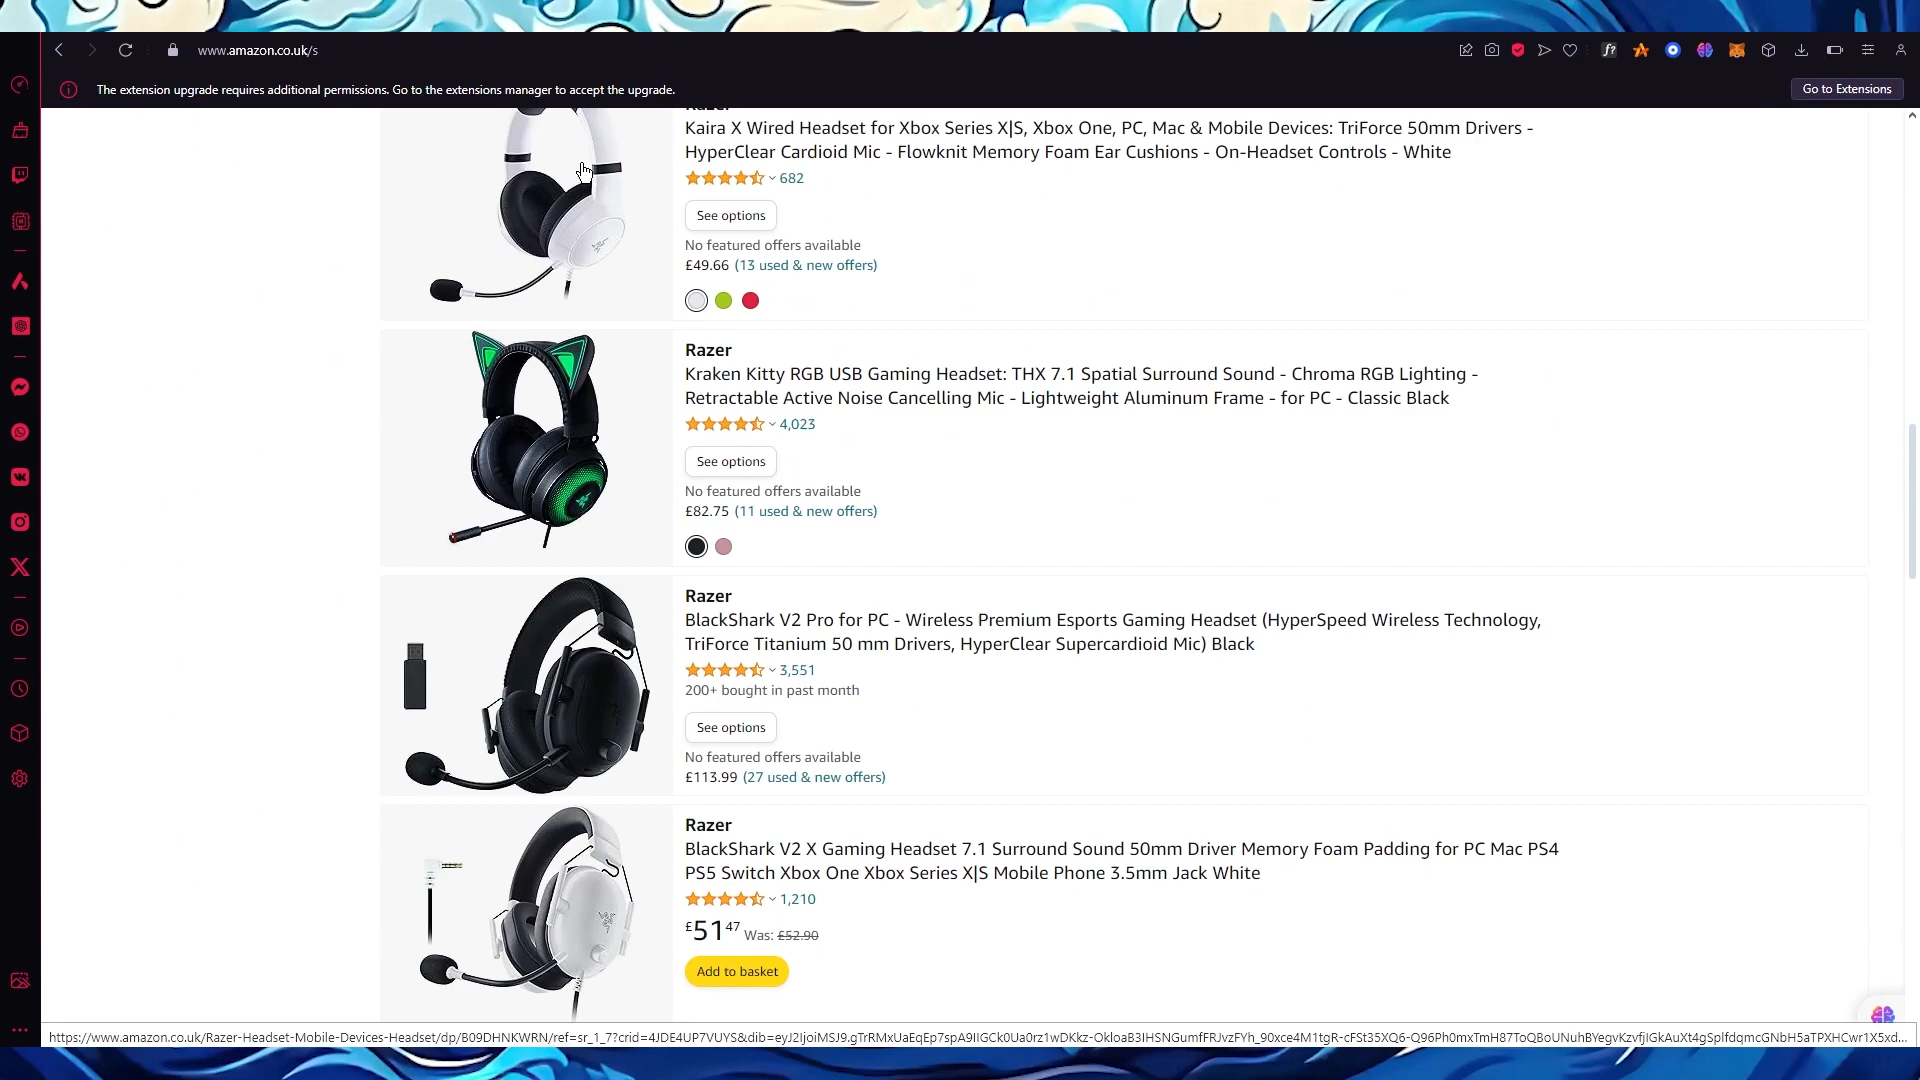 www.amazon.co.uk/s
The extension upgrade requires additional permissions. Go to the extensions manager to accept the upgrade.
Go to Extensions
Razer
Kaira X Wired Headset for Xbox Series X|S, Xbox One, PC, Mac & Mobile Devices: TriForce 50mm Drivers -
HyperClear Cardioid Mic - Flowknit Memory Foam Ear Cushions - On-Headset Controls - White
682
See options
No featured offers available
£49.66 (13 used & new offers)
Razer
Kraken Kitty RGB USB Gaming Headset: THX 7.1 Spatial Surround Sound - Chroma RGB Lighting -
Retractable Active Noise Cancelling Mic - Lightweight Aluminum Frame - for PC - Classic Black
4,023
See options
No featured offers available
£82.75 (11 used & new offers)
Razer
BlackShark V2 Pro for PC - Wireless Premium Esports Gaming Headset (HyperSpeed Wireless Technology,
TriForce Titanium 50 mm Drivers, HyperClear Supercardioid Mic) Black
3,551
200+ bought in past month
See options
No featured offers available
£113.99 (27 used & new offers)
Razer
BlackShark V2 X Gaming Headset 7.1 Surround Sound 50mm Driver Memory Foam Padding for PC Mac PS4
PS5 Switch Xbox One Xbox Series X|S Mobile Phone 3.5mm Jack White
1,210
£51 47 Was: £52.90
Add to basket